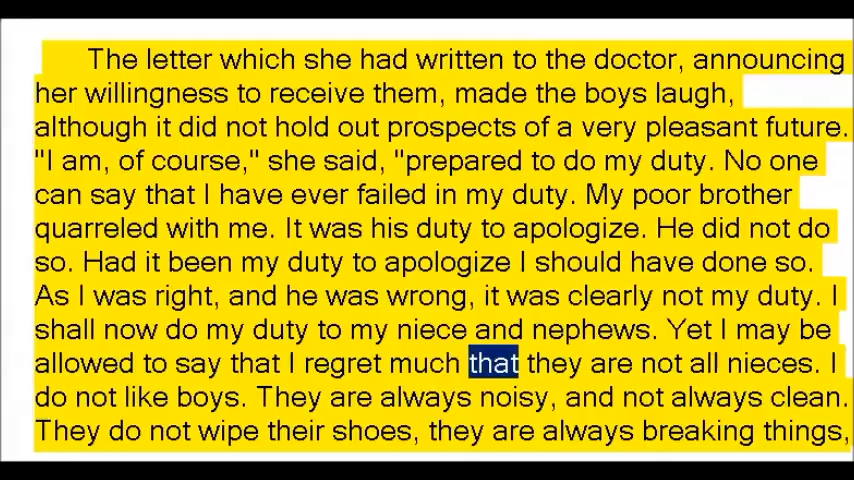 The letter which she had written to the doctor, announcing
her willingness to receive them, made the boys laugh,
although it did not hold out prospects of a very pleasant future.
"I am, of course," she said, "prepared to do my duty. No one
can say that I have ever failed in my duty. My poor brother
quarreled with me. It was his duty to apologize. He did not do
so. Had it been my duty to apologize I should have done so.
As I was right, and he was wrong, it was clearly not my duty. I
shall now do my duty to my niece and nephews. Yet I may be
allowed to say that I regret much that they are not all nieces. I
do not like boys. They are always noisy, and not always clean.
They do not wipe their shoes, they are always breaking things,